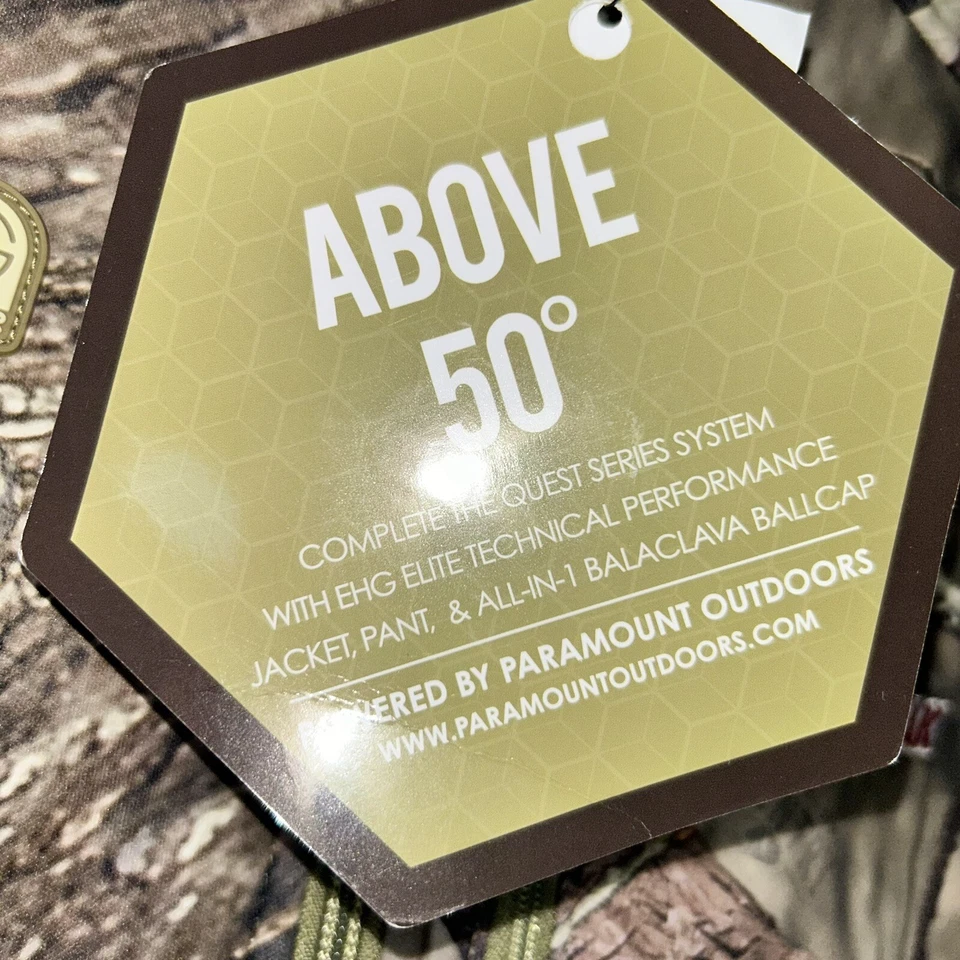 ABOVE
50°
COMPLETE THE QUEST SERIES SYSTEM
WITH EHG ELITE TECHNICAL PERFORMANCE
JACKET, PANT, & ALL-IN-1 BALACLAVA BALLCAP
POWERED BY PARAMOUNT OUTDOORS
WWW.PARAMOUNTOUTDOORS.COM